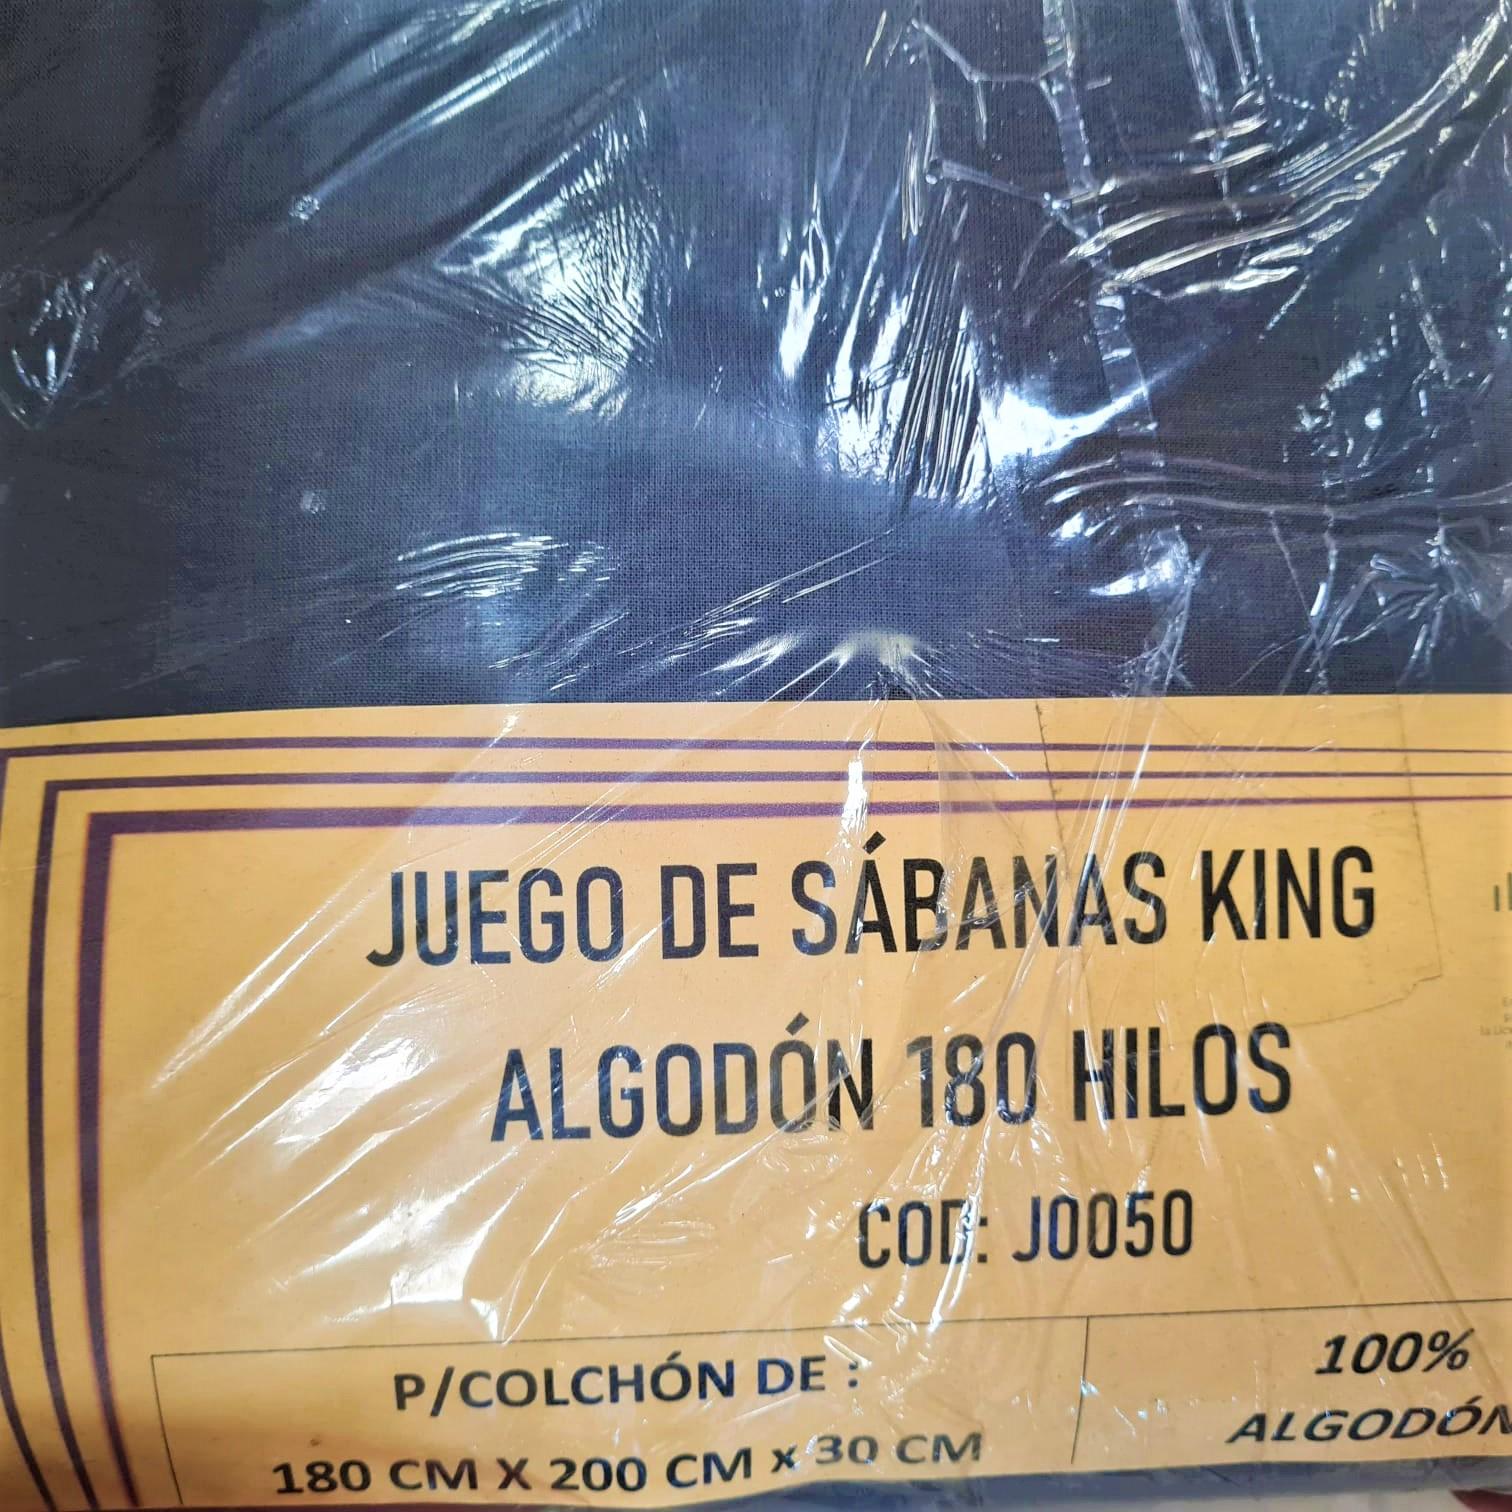 JUEGO DE SÁBANAS KING
ALGODÓN 180 HILOS
COD: J0050
P/COLCHÓN DE :
180 CM X 200 CM x 30 CM
100%
ALGODÓN